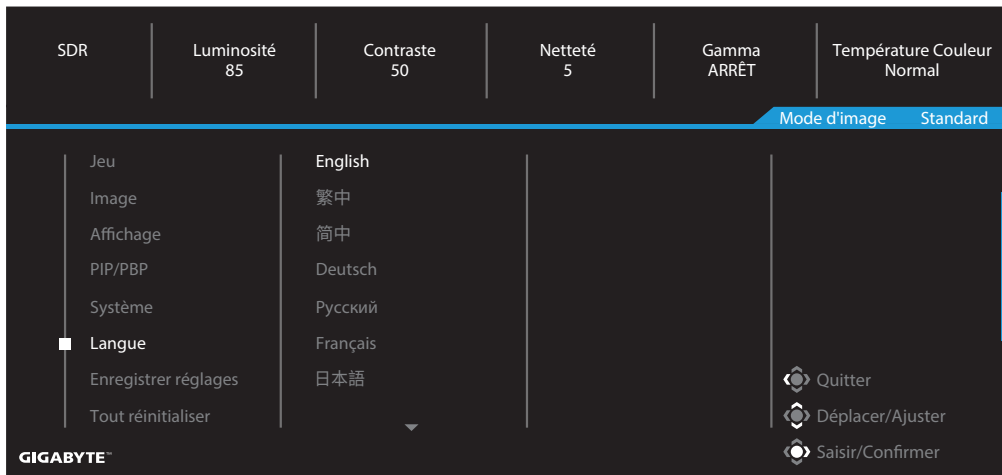 SDR
Luminosité
85
Contraste
50
Netteté
5
Gamma
ARRÊT
Température Couleur
Normal
Mode d'image Standard
Jeu
Image
Affichage
PIP/PBP
Système
Langue
Enregistrer réglages
Tout réinitialiser
English
繁中
简中
Deutsch
Русский
Français
日本語
Quitter
Déplacer/Ajuster
Saisir/Confirmer
GIGABYTE™